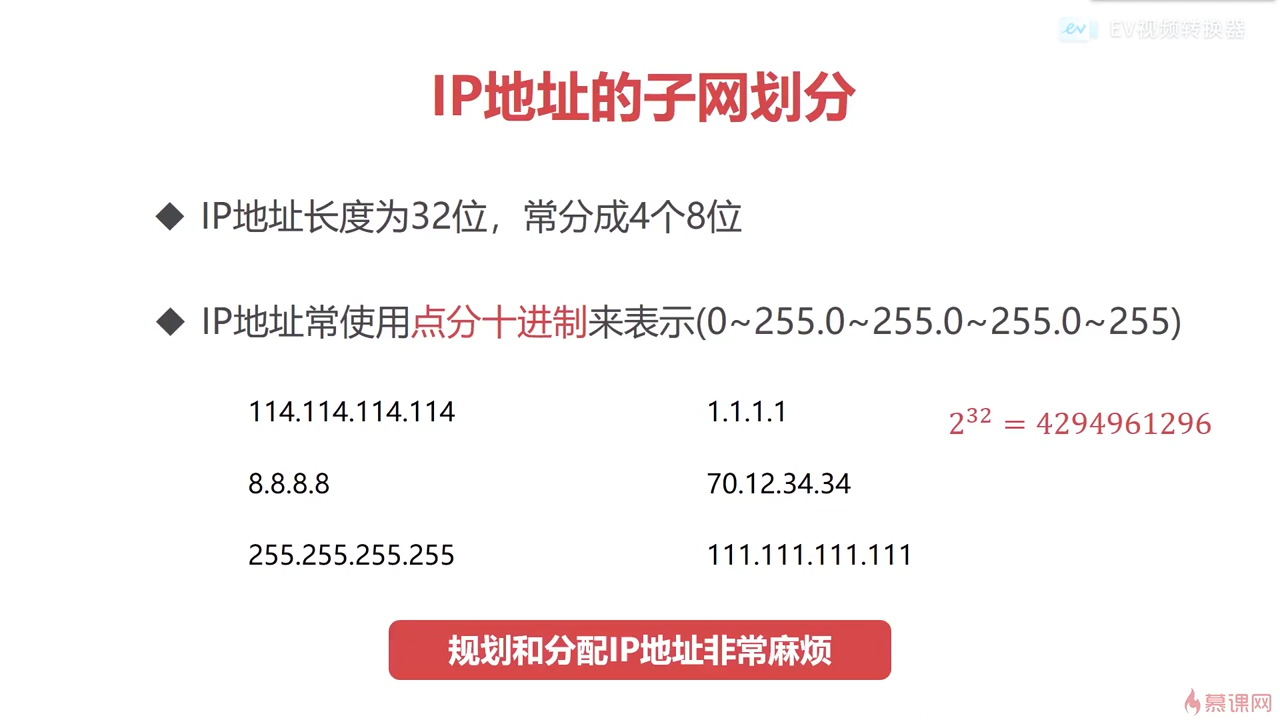 EV视频转换器
IP地址的子网划分
◆ IP地址长度为32位，常分成4个8位
◆ IP地址常使用点分十进制来表示(0~255.0~255.0~255.0~255)
114.114.114.114
1.1.1.1
2^32 = 4294961296
8.8.8.8
70.12.34.34
255.255.255.255
111.111.111.111
规划和分配IP地址非常麻烦
慕课网